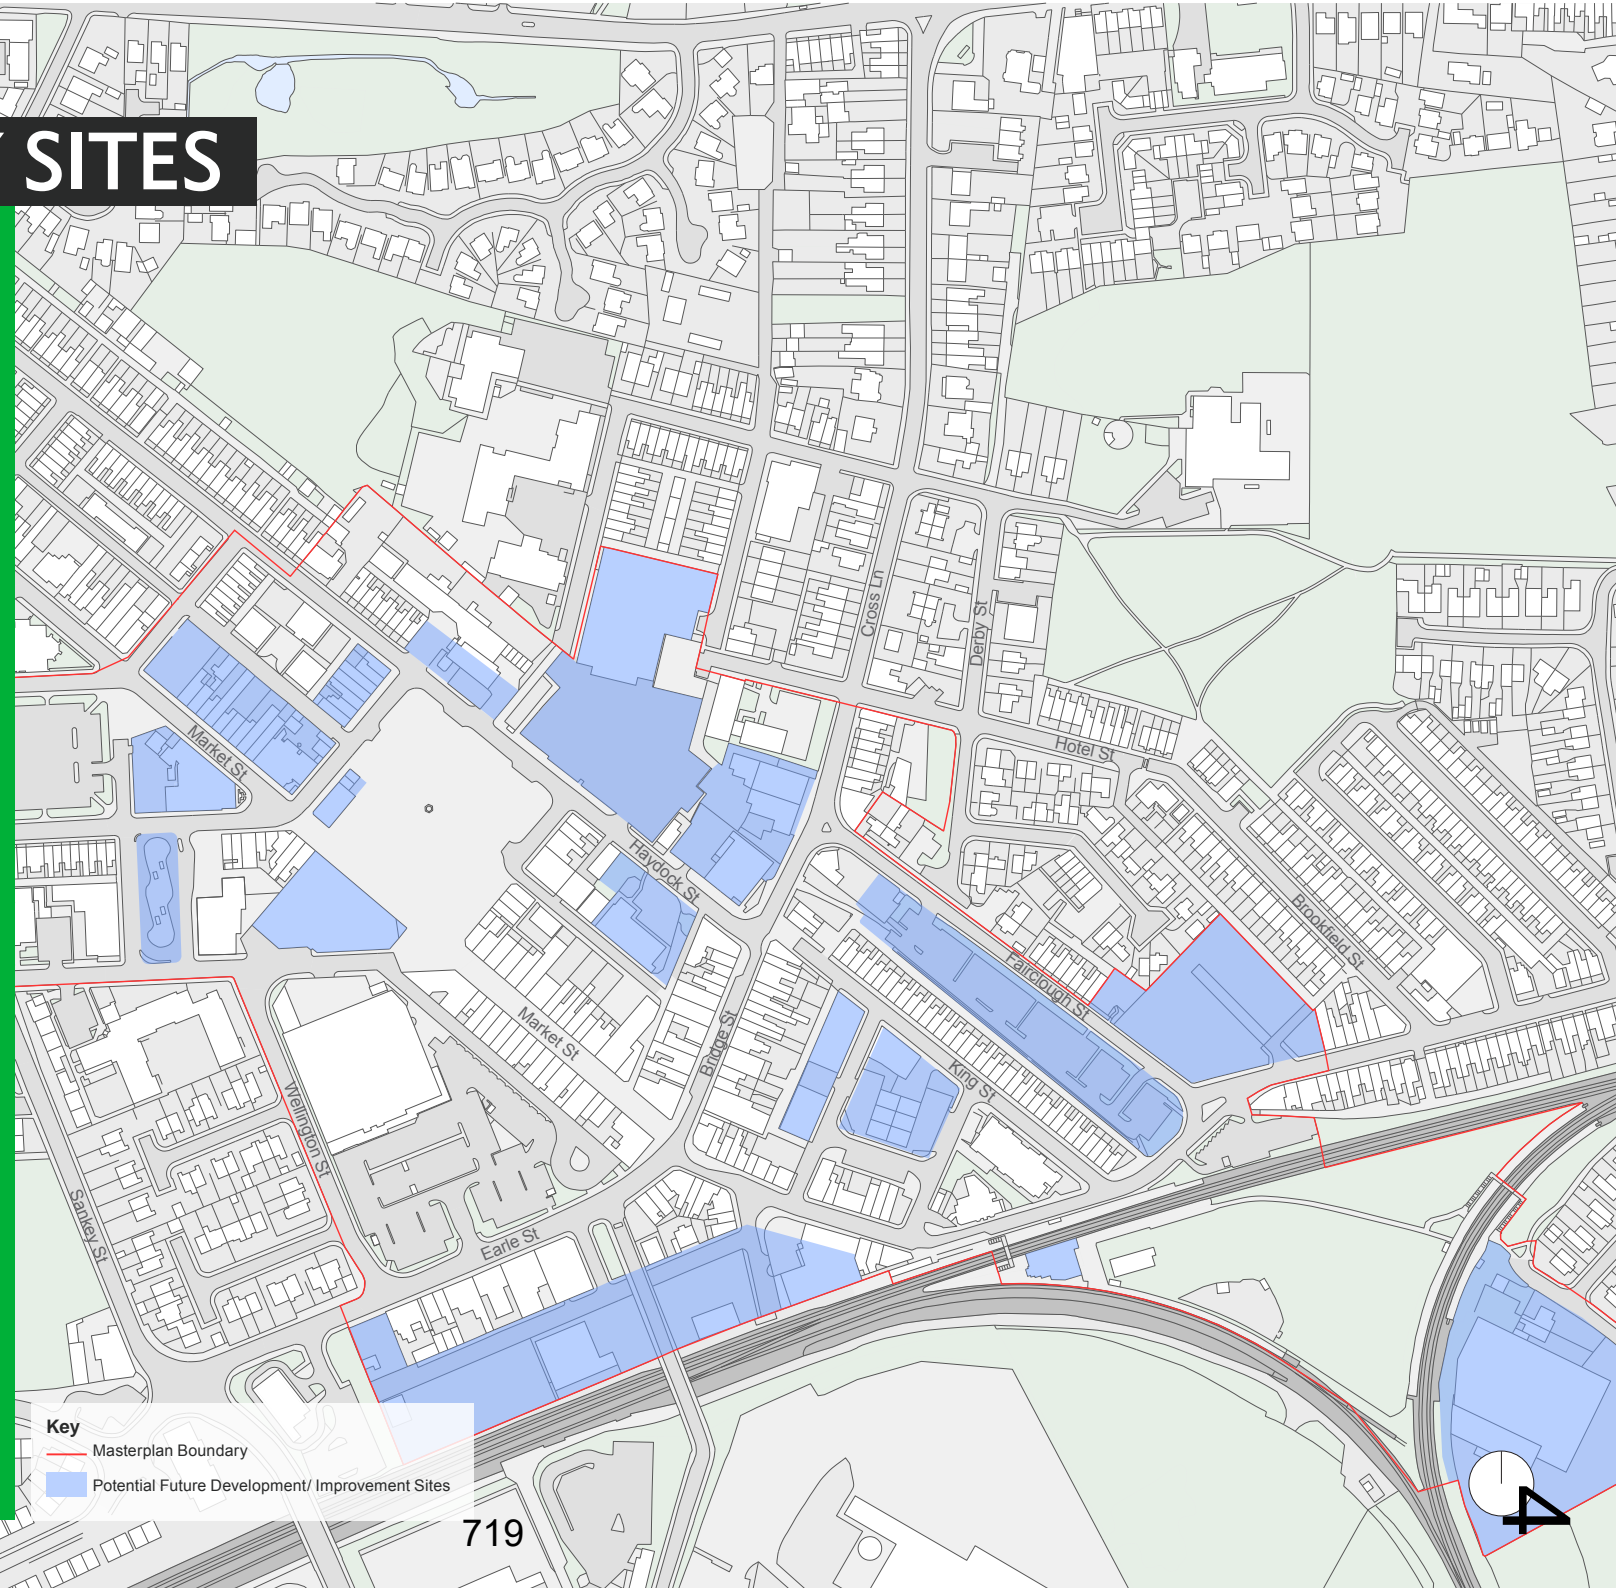 SITES
Cross Ln
Derby St
Hotel St
Market St
Haydock St
Brookfield St
Fairclough St
Market St
Bridge St
King St
Wellington St
Sankey St
Earle St
Key
Masterplan Boundary
Potential Future Development/ Improvement Sites
719
4